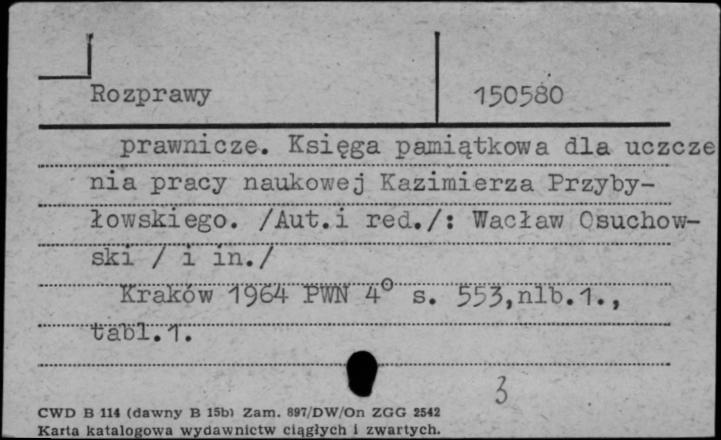 Rozprawy 150580
prawnicze. Księga pamiątkowa dla uczcze
nia pracy naukowej Kazimierza Przyby-
łowskiego. /Aut.i red./: Wacław Osuchow-
ski / i in./
Kraków 1964 PWN 4° s. 553,nlb.1.,
tabl.1.
3
CWD B 114 (dawny B 15b) Zam. 897/DW/On ZGG 2542
Karta katalogowa wydawnictw ciągłych i zwartych.